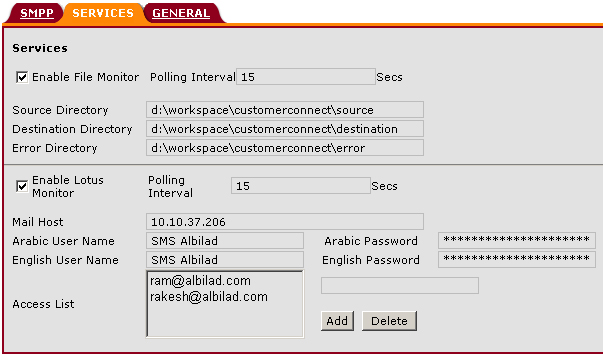 SMPP SERVICES GENERAL
Services
Enable File Monitor Polling Interval 15 Secs
Source Directory d:\workspace\customerconnect\source
Destination Directory d:\workspace\customerconnect\destination
Error Directory d:\workspace\customerconnect\error
Enable Lotus Monitor Polling Interval 15 Secs
Mail Host 10.10.37.206
Arabic User Name SMS Albilad Arabic Password **********************
English User Name SMS Albilad English Password **********************
Access List
ram@albilad.com
rakesh@albilad.com
Add Delete